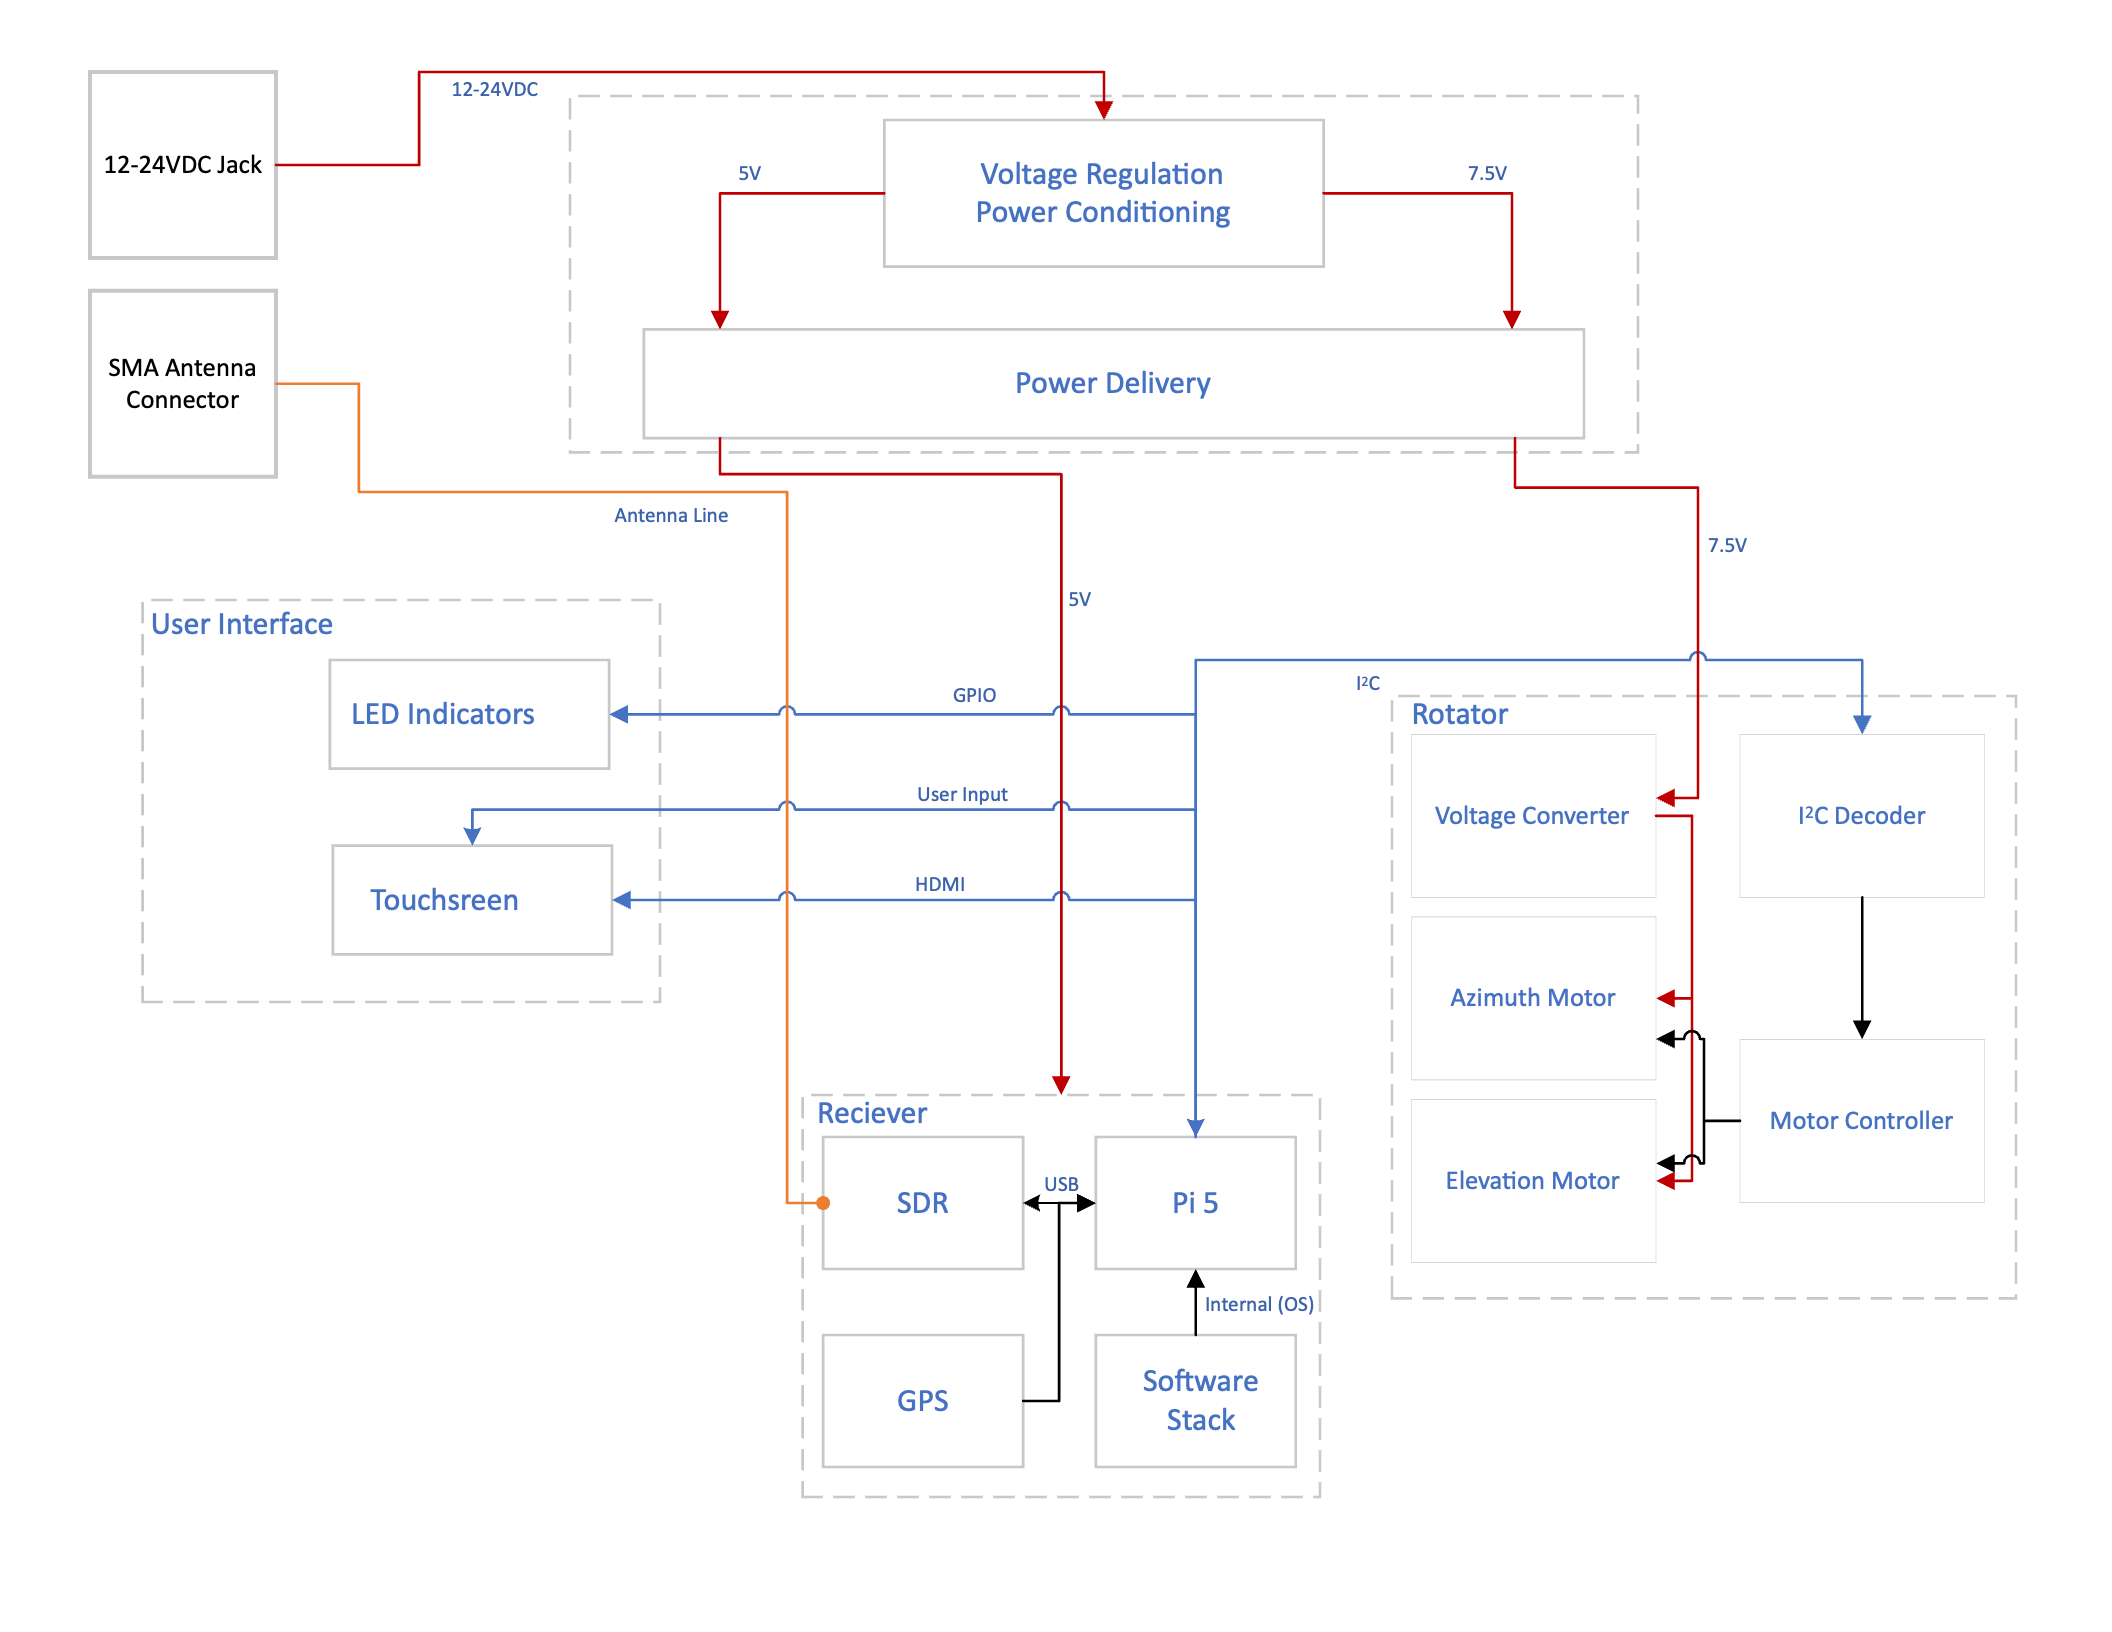 12-24VDC
12-24VDC Jack
Voltage Regulation
Power Conditioning
5V
7.5V
SMA Antenna
Connector
Power Delivery
Antenna Line
7.5V
5V
User Interface
LED Indicators
GPIO
I²C
Rotator
User Input
Voltage Converter
I²C Decoder
Touchsreen
HDMI
Azimuth Motor
Reciever
Motor Controller
Elevation Motor
SDR
USB
Pi 5
Internal (OS)
GPS
Software
Stack